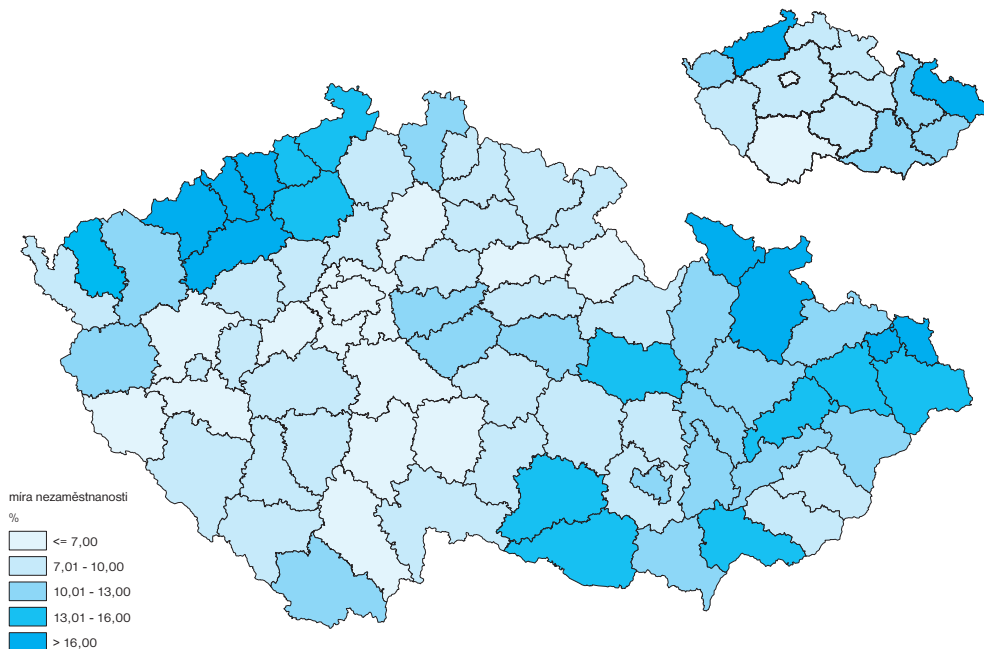 míra nezaměstnanosti
%
<= 7,00
7,01 - 10,00
10,01 - 13,00
13,01 - 16,00
> 16,00